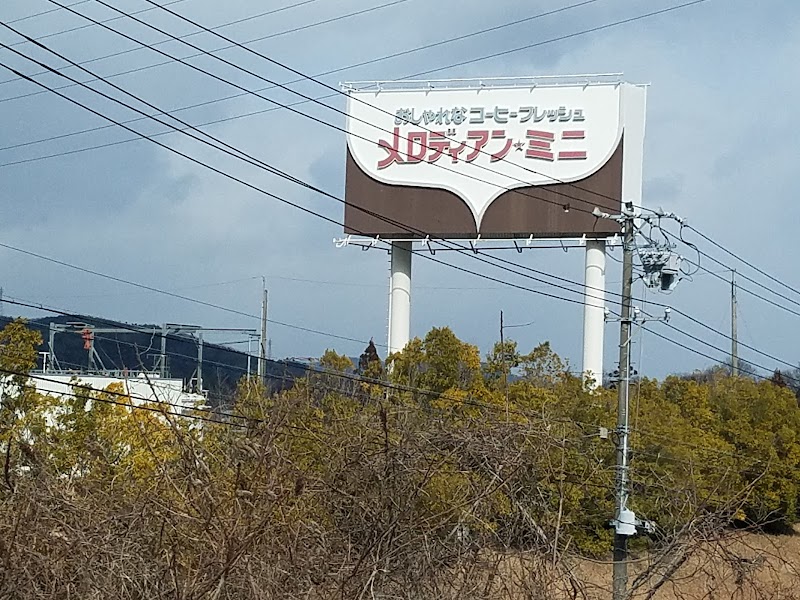 おしゃれな コーヒーフレッシュ
メロディアン・ミニ